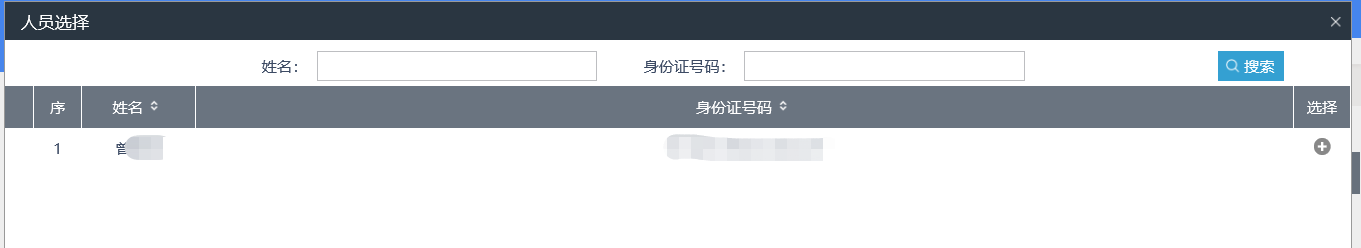 人员选择
姓名： 身份证号码： 搜索
序 姓名 身份证号码 选择
1 曾